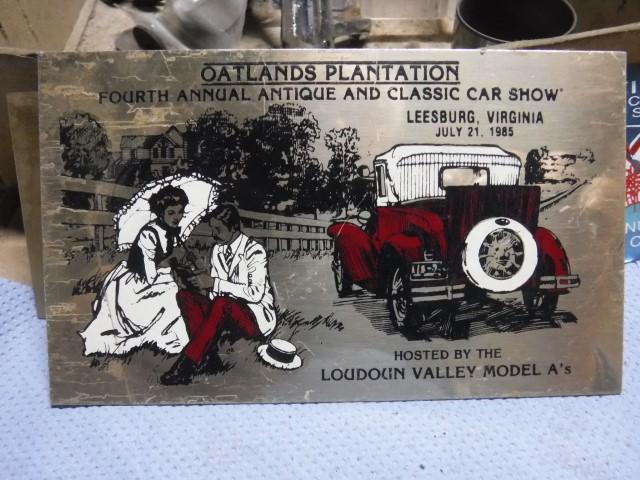 OATLANDS PLANTATION
FOURTH ANNUAL ANTIQUE AND CLASSIC CAR SHOW
LEESBURG, VIRGINIA
JULY 21, 1985
HOSTED BY THE
LOUDOUN VALLEY MODEL A's